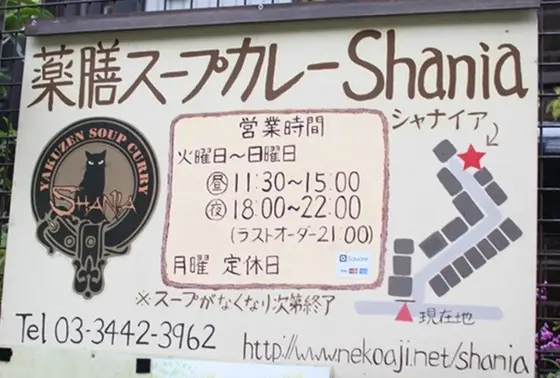 薬膳スープカレーShania
シャナイア
YAKUZEN SOUP CURRY
SHANIA
営業時間
火曜日～日曜日
昼 11:30～15:00
夜 18:00～22:00
(ラストオーダー21:00)
月曜 定休日
Square
※スープがなくなり次第終了
現在地
Tel 03-3442-3962
http://www.nekoaji.net/shania